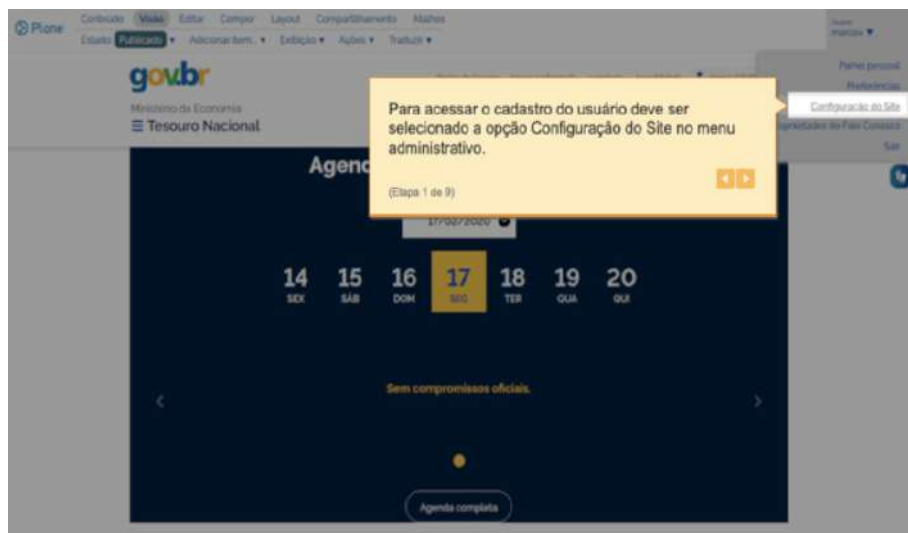 Plone
Conteúdo Visão Editar Compor Layout Compartilhamento
Estado Publicado Adicionar item... Exibição Ações Traduzir
marcos
Painel pessoal
Preferências
Configuração do Site
Sair
gov.br
Ministério da Economia
Tesouro Nacional
Para acessar o cadastro do usuário deve ser
selecionado a opção Configuração do Site no menu
administrativo.
(Etapa 1 de 9)
17/02/2020
14 15 16 17 18 19 20
SEX SÁB DOM SEG TER QUA QUI
Sem compromissos oficiais.
Agenda completa